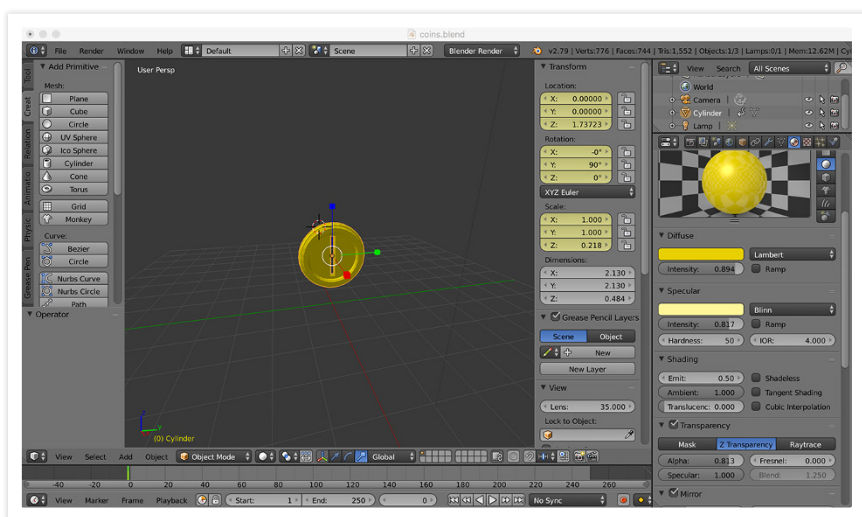 coins.blend
File Render Window Help Default Scene Blender Render v2.79 | Verts:776 | Faces:744 | Tris:1,552 | Objects:1/3 | Lamps:0/1 | Mem:12.62M | Cy
Tool
Creat
Relation
Animatio
Physic
Grease Pen
Add Primitive
Mesh:
Plane
Cube
Circle
UV Sphere
Ico Sphere
Cylinder
Cone
Torus
Grid
Monkey
Curve:
Bezier
Circle
Nurbs Curve
Nurbs Circle
Path
Operator
User Persp
(0) Cylinder
Transform
Location:
X: 0.00000
Y: 0.00000
Z: 1.73723
Rotation:
X: -0°
Y: 90°
Z: 0°
XYZ Euler
Scale:
X: 1.000
Y: 1.000
Z: 0.218
Dimensions:
X: 2.130
Y: 2.130
Z: 0.484
Grease Pencil Layers
Scene Object
New
New Layer
View
Lens: 35.000
Lock to Object:
View Search All Scenes
World
Camera
Cylinder
Lamp
Diffuse
Lambert
Intensity: 0.894 Ramp
Specular
Blinn
Intensity: 0.817 Ramp
Hardness: 50 IOR: 4.000
Shading
Emit: 0.50 Shadeless
Ambient: 1.000 Tangent Shading
Translucenc: 0.000 Cubic Interpolation
Transparency
Mask Z Transparency Raytrace
Alpha: 0.813 Fresnel: 0.000
Specular: 1.000 Blend: 1.250
Mirror
View Select Add Object Object Mode Global
-40 -20 0 20 40 60 80 100 120 140 160 180 200 220 240 260
View Marker Frame Playback Start: 1 End: 250 0 No Sync